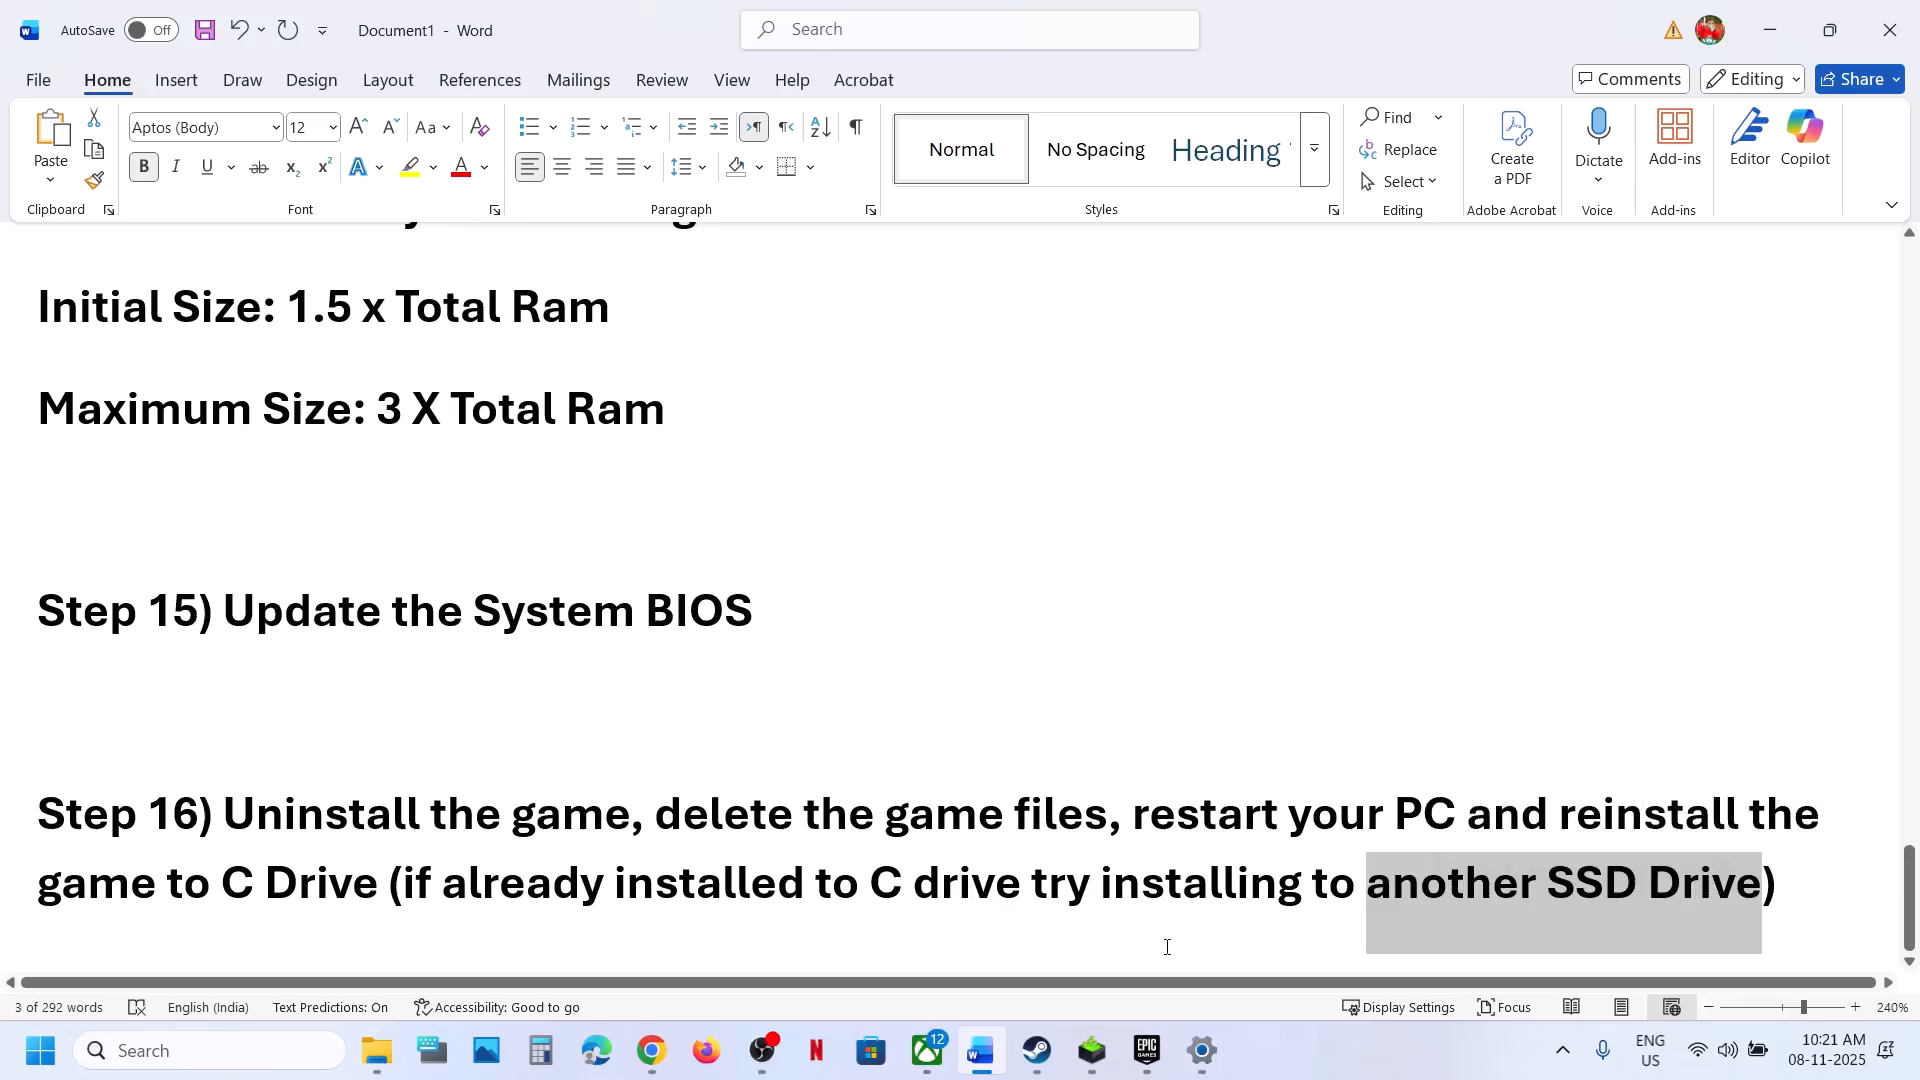 AutoSave Off Document1 - Word Search
File Home Insert Draw Design Layout References Mailings Review View Help Acrobat Comments Editing Share
Paste Aptos (Body) 12 Aa Normal No Spacing Heading Find Replace Select Create a PDF Dictate Add-ins Editor Copilot
Clipboard Font Paragraph Styles Editing Adobe Acrobat Voice Add-ins
Initial Size: 1.5 x Total Ram
Maximum Size: 3 X Total Ram
Step 15) Update the System BIOS
Step 16) Uninstall the game, delete the game files, restart your PC and reinstall the
game to C Drive (if already installed to C drive try installing to another SSD Drive)
3 of 292 words English (India) Text Predictions: On Accessibility: Good to go Display Settings Focus 240%
Search 12 EPIC GAMES ENG US 10:21 AM
08-11-2025